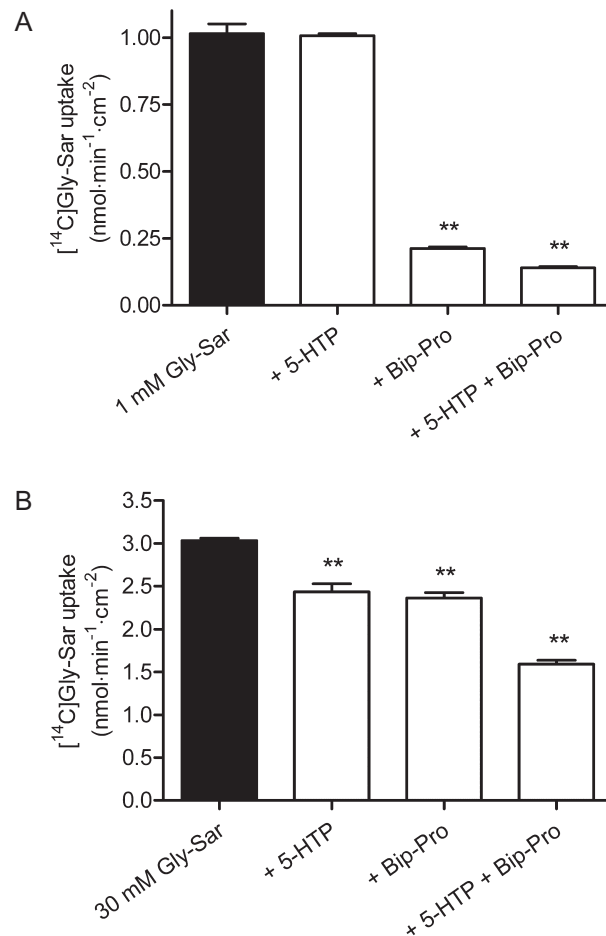 A
[¹⁴C]Gly-Sar uptake
(nmol·min⁻¹·cm⁻²)
1.00
0.75
0.50
0.25
0.00
**
**
1 mM Gly-Sar
+ 5-HTP
+ Bip-Pro
+ 5-HTP + Bip-Pro
B
[¹⁴C]Gly-Sar uptake
(nmol·min⁻¹·cm⁻²)
3.5
3.0
2.5
2.0
1.5
1.0
0.5
0.0
**
**
**
30 mM Gly-Sar
+ 5-HTP
+ Bip-Pro
+ 5-HTP + Bip-Pro